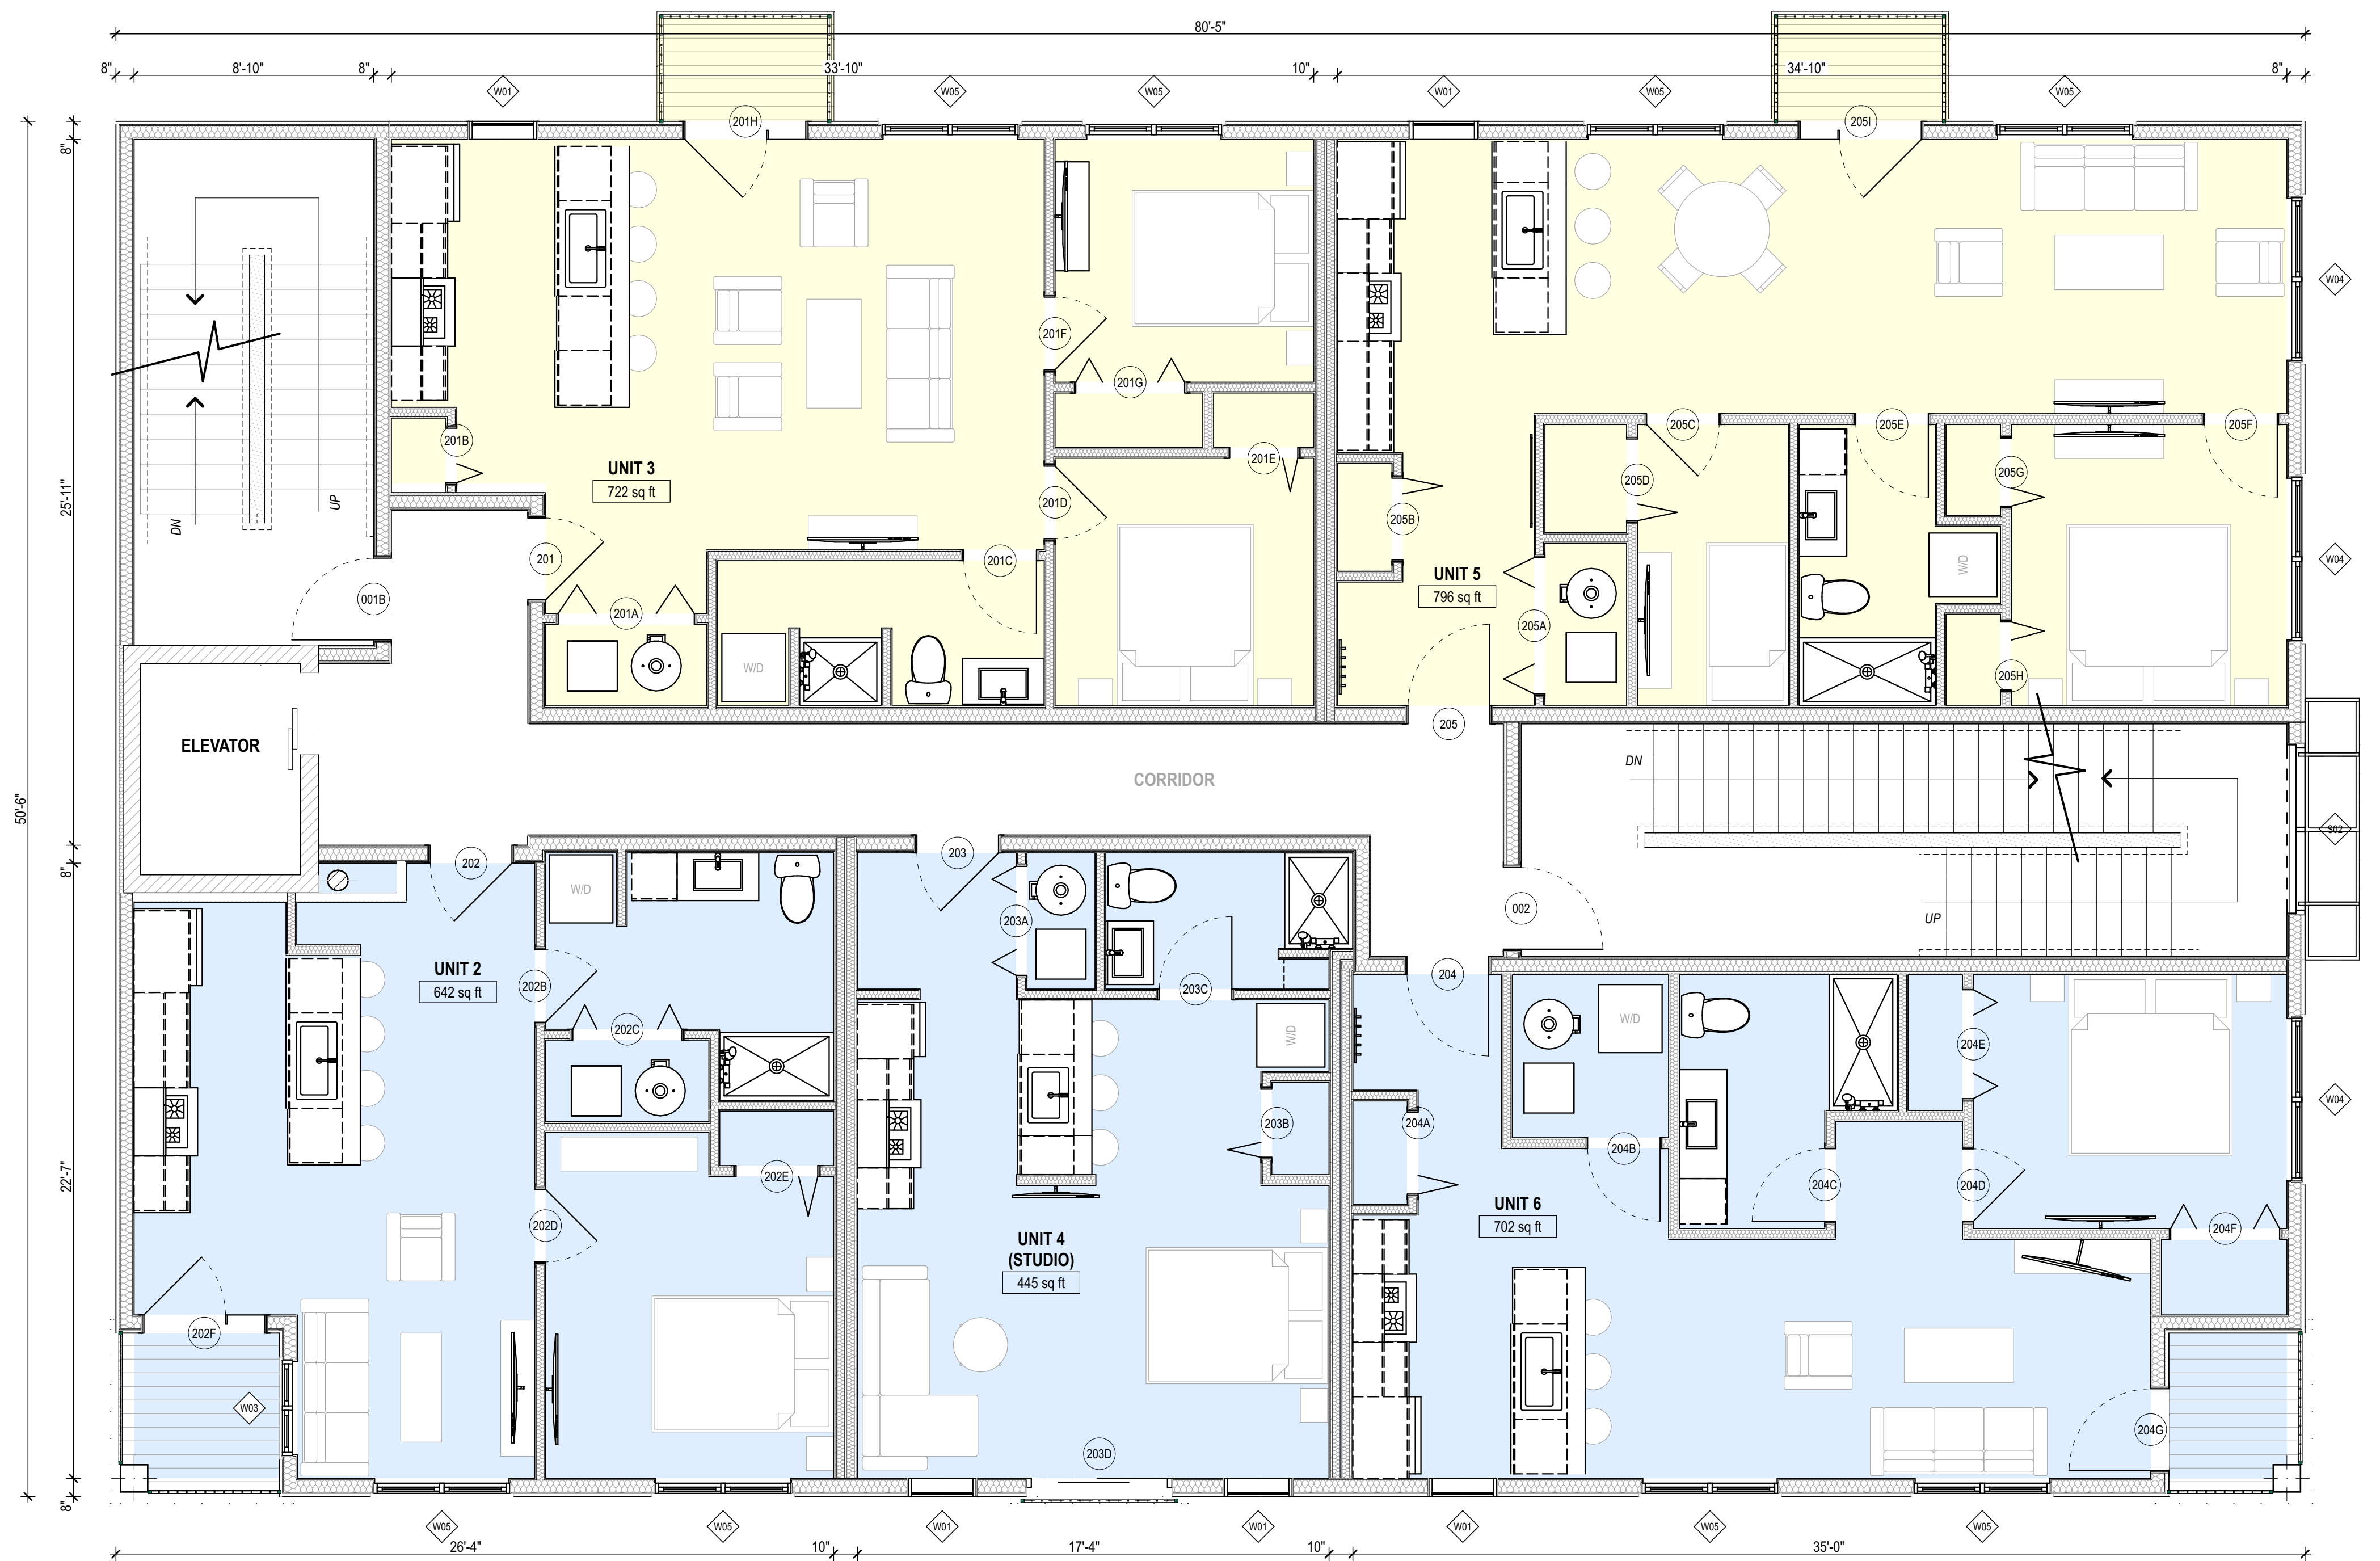 80'-5"
8" 8'-10" 8" 33'-10" 10" 34'-10" 8"
W01 W05 W05 W01 W05 W05
201H 205I
8"
W04
201F
201G
201B 205C 205E 205F
201E
UNIT 3
722 sq ft
205G
205D
25'-11"
UP
DN
201D
205B
201 201C
W04
W/D
UNIT 5
796 sq ft
001B
201A 205A
W/D
205H
205
ELEVATOR
DN
CORRIDOR
50'-6"
S02
202 203
8"
W/D
002
203A
UP
UNIT 2
642 sq ft
204
202B 203C
W/D
W/D
202C
204E
W04
203B 204A
204B
22'-7"
202E
204C 204D
UNIT 6
702 sq ft
202D
204F
UNIT 4
(STUDIO)
445 sq ft
202F
W03
204G
203D
8"
W05 W05 W01 W01 W01 W05 W05
26'-4" 10" 17'-4" 10" 35'-0"